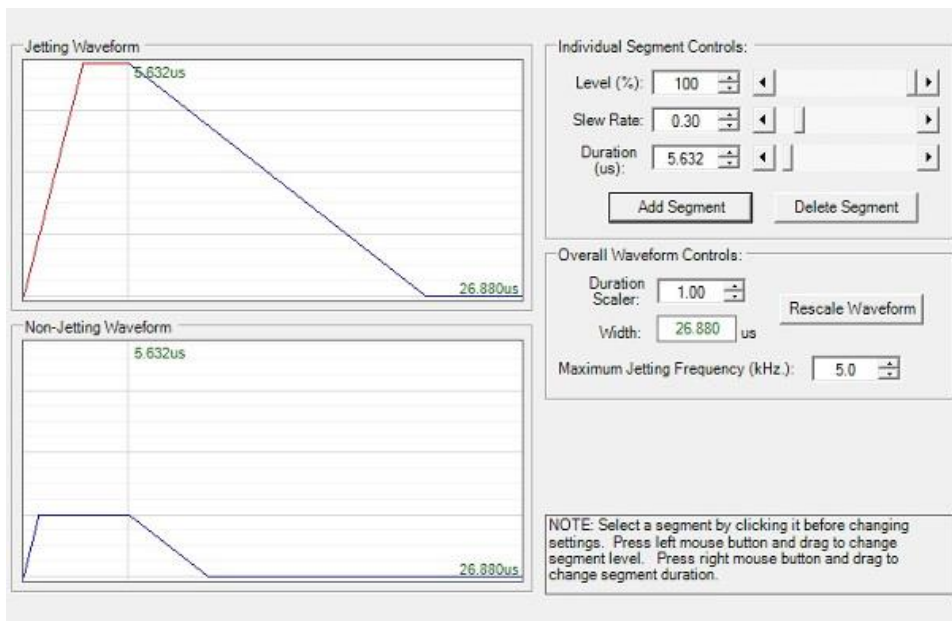 Jetting Waveform
5.632us
26.880us
Non-Jetting Waveform
5.632us
26.880us
Individual Segment Controls:
Level (%): 100
Slew Rate: 0.30
Duration
(us): 5.632
Add Segment Delete Segment
Overall Waveform Controls:
Duration
Scaler: 1.00
Rescale Waveform
Width: 26.880 us
Maximum Jetting Frequency (kHz.): 5.0
NOTE: Select a segment by clicking it before changing
settings. Press left mouse button and drag to change
segment level. Press right mouse button and drag to
change segment duration.